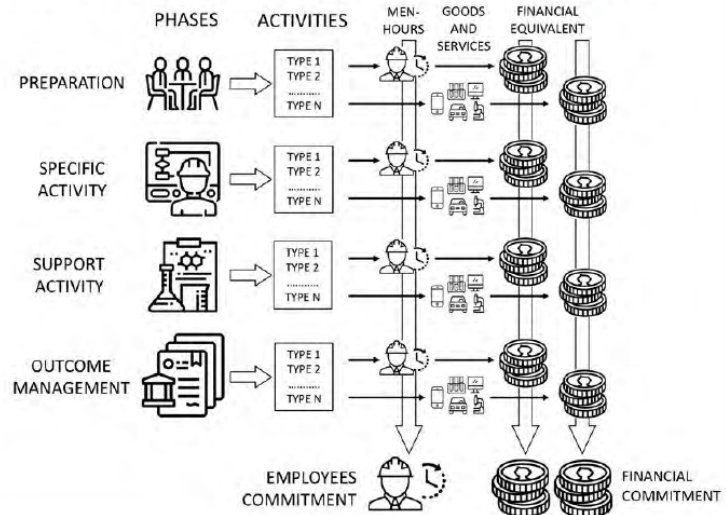 PHASES
ACTIVITIES
MEN-
HOURS
GOODS
AND
SERVICES
FINANCIAL
EQUIVALENT
PREPARATION
TYPE 1
TYPE 2
..........
TYPE N
SPECIFIC
ACTIVITY
TYPE 1
TYPE 2
..........
TYPE N
SUPPORT
ACTIVITY
TYPE 1
TYPE 2
..........
TYPE N
OUTCOME
MANAGEMENT
TYPE 1
TYPE 2
..........
TYPE N
EMPLOYEES
COMMITMENT
FINANCIAL
COMMITMENT